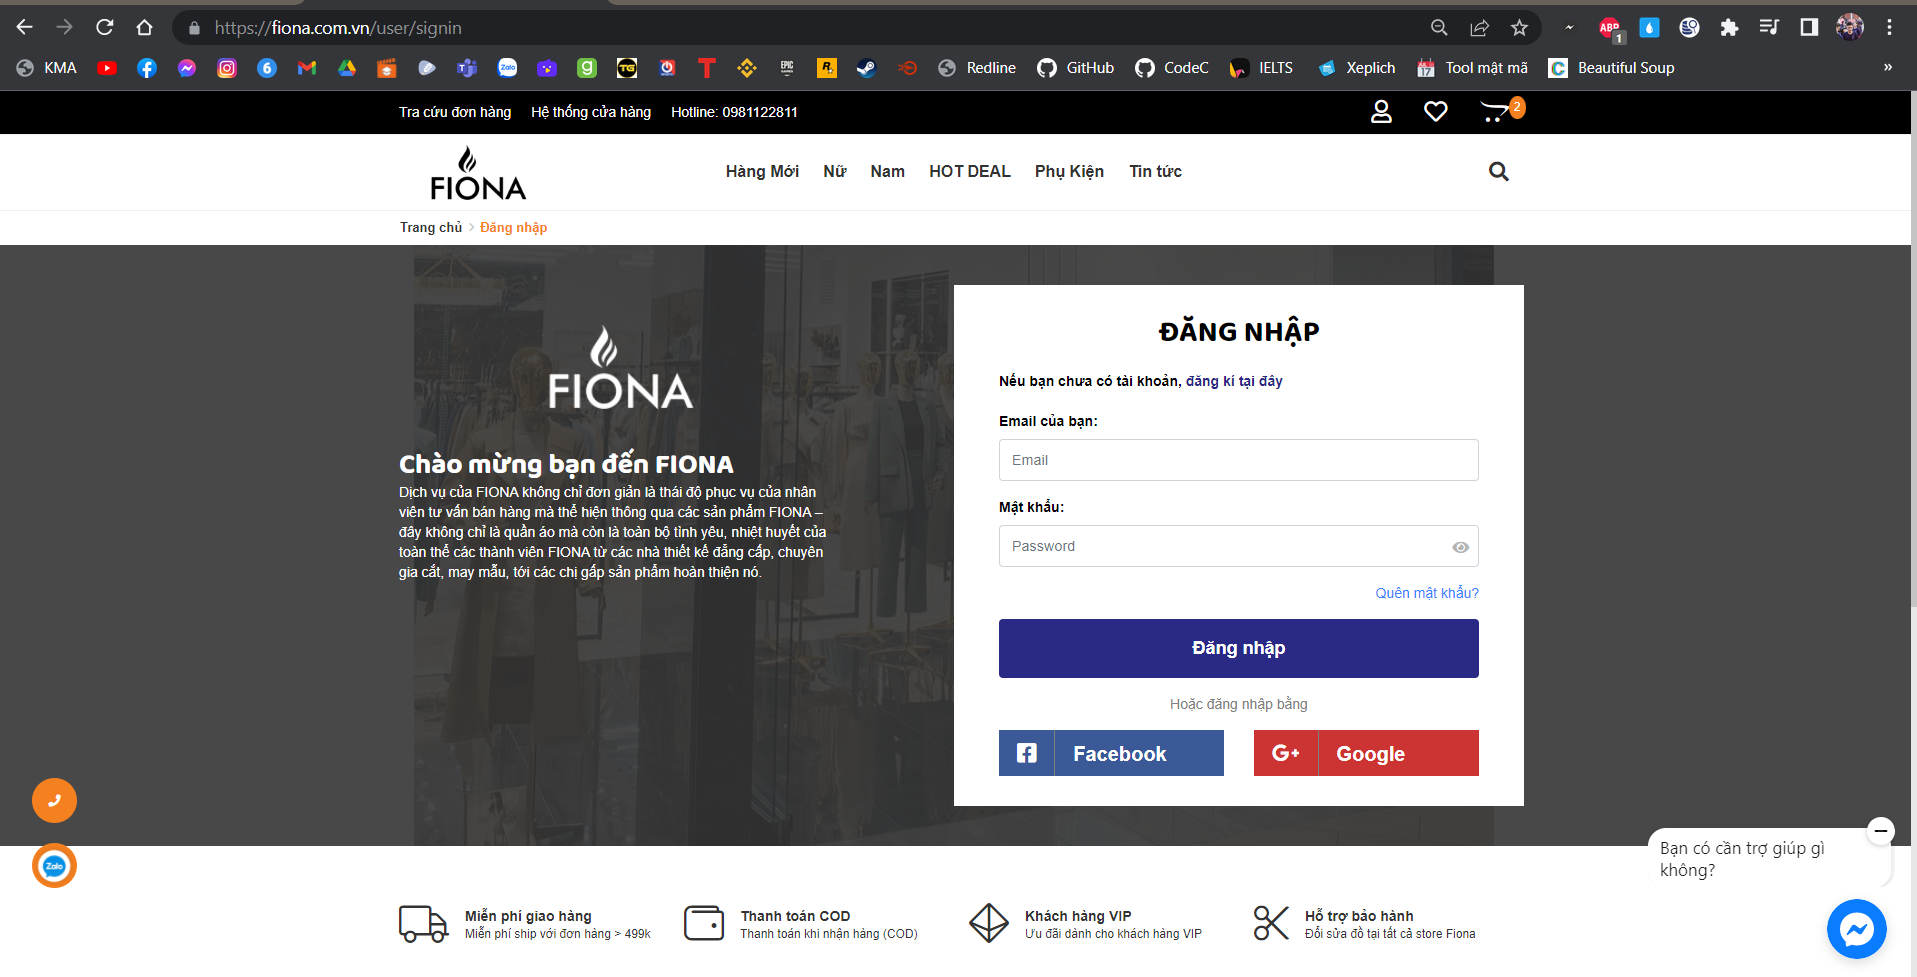 https://fiona.com.vn/user/signin
ABP
1
KMA
6
Zalo
g
TG
T
EPIC
GAMES
R
Redline
GitHub
CodeC
IELTS
Xeplich
17
Tool mật mã
C
Beautiful Soup
»
Tra cứu đơn hàng
Hệ thống cửa hàng
Hotline: 0981122811
2
FIONA
Hàng Mới
Nữ
Nam
HOT DEAL
Phụ Kiện
Tin tức
Trang chủ > Đăng nhập
FIONA
Chào mừng bạn đến FIONA
Dịch vụ của FIONA không chỉ đơn giản là thái độ phục vụ của nhân
viên tư vấn bán hàng mà thể hiện thông qua các sản phẩm FIONA –
đây không chỉ là quần áo mà còn là toàn bộ tình yêu, nhiệt huyết của
toàn thể các thành viên FIONA từ các nhà thiết kế đẳng cấp, chuyên
gia cắt, may mẫu, tới các chị gấp sản phẩm hoàn thiện nó.
ĐĂNG NHẬP
Nếu bạn chưa có tài khoản, đăng kí tại đây
Email của bạn:
Email
Mật khẩu:
Password
Quên mật khẩu?
Đăng nhập
Hoặc đăng nhập bằng
Facebook
G+
Google
Zalo
Bạn có cần trợ giúp gì
không?
Miễn phí giao hàng
Miễn phí ship với đơn hàng > 499k
Thanh toán COD
Thanh toán khi nhận hàng (COD)
Khách hàng VIP
Ưu đãi dành cho khách hàng VIP
Hỗ trợ bảo hành
Đổi sửa đồ tại tất cả store Fiona